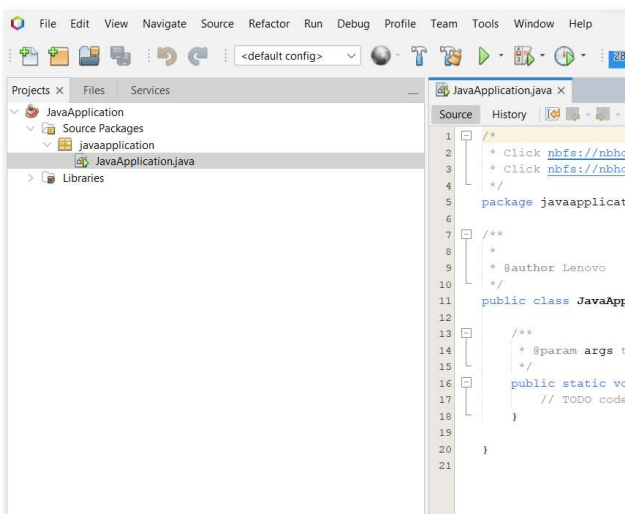 File Edit View Navigate Source Refactor Run Debug Profile Team Tools Window Help
<default config>
28
Projects × Files Services
JavaApplication.java ×
JavaApplication
Source Packages
javaapplication
JavaApplication.java
Libraries
Source History
1 /*
2 * Click nbfs://nbho
3 * Click nbfs://nbho
4 */
5 package javaapplicat
6
7 /**
8 *
9 * @author Lenovo
10 */
11 public class JavaApp
12
13 /**
14 * @param args t
15 */
16 public static vo
17 // TODO code
18 }
19
20 }
21